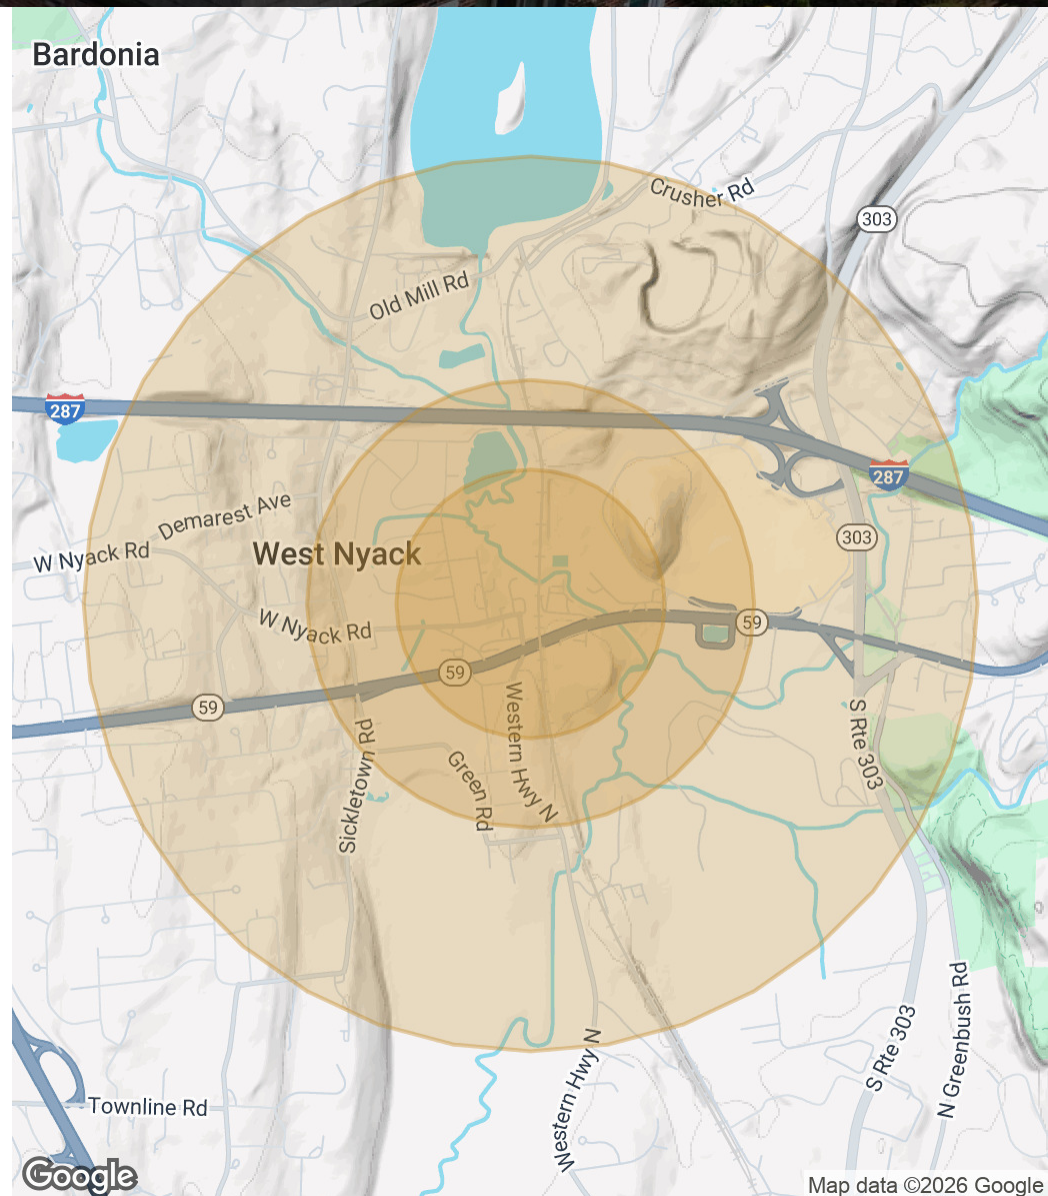 Bardonia
Crusher Rd
303
Old Mill Rd
287
287
Demarest Ave
303
W Nyack Rd
West Nyack
W Nyack Rd
59
59
59
Western Hwy N
S Rte 303
Sickletown Rd
Green Rd
N Greenbush Rd
S Rte 303
Western Hwy N
Townline Rd
Google
Map data ©2026 Google